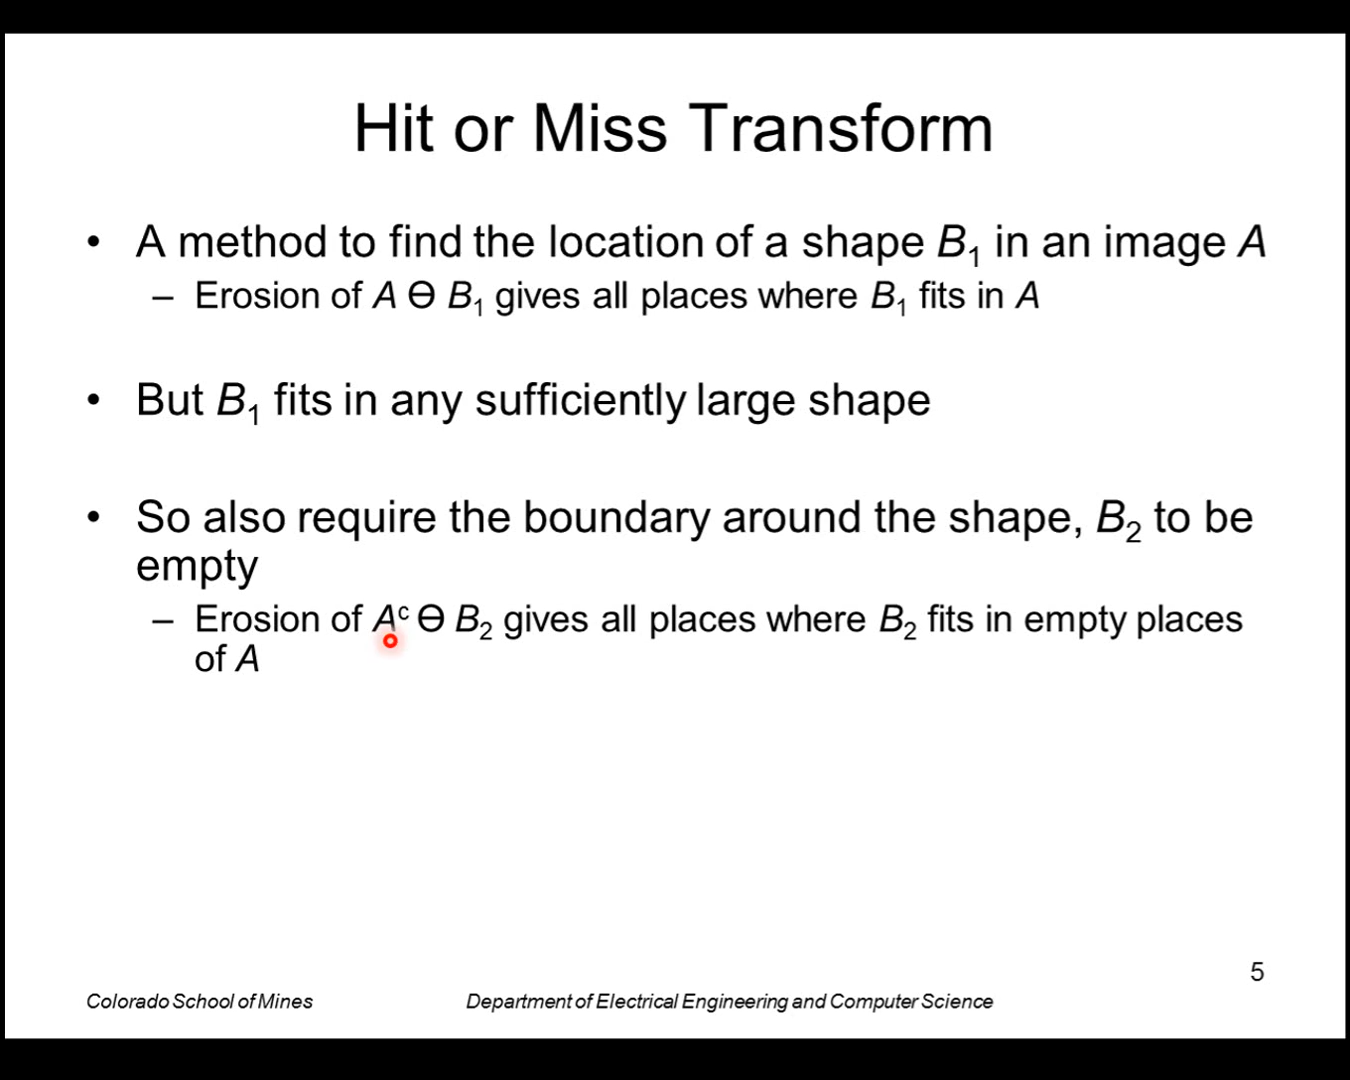 Hit or Miss Transform
• A method to find the location of a shape B₁ in an image A
– Erosion of A ⊖ B₁ gives all places where B₁ fits in A
• But B₁ fits in any sufficiently large shape
• So also require the boundary around the shape, B₂ to be
empty
– Erosion of Aᶜ ⊖ B₂ gives all places where B₂ fits in empty places
of A
5
Colorado School of Mines
Department of Electrical Engineering and Computer Science